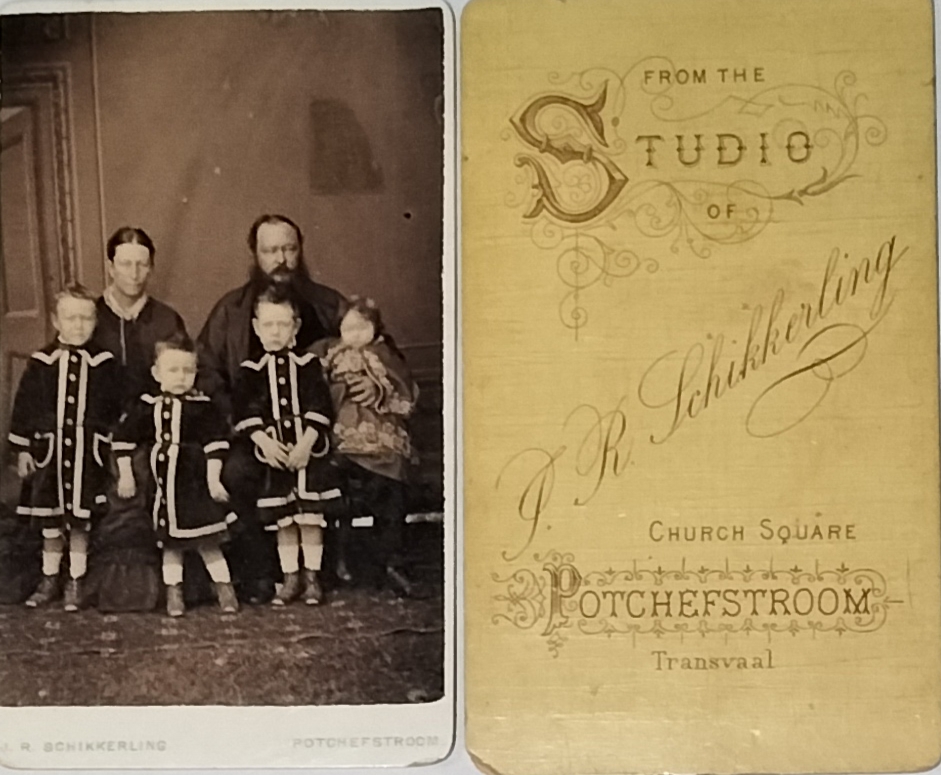 J. R. SCHIKKERLING POTCHEFSTROOM.
FROM THE
STUDIO
OF
J. R. Schikkerling
CHURCH SQUARE
POTCHEFSTROOM
Transvaal